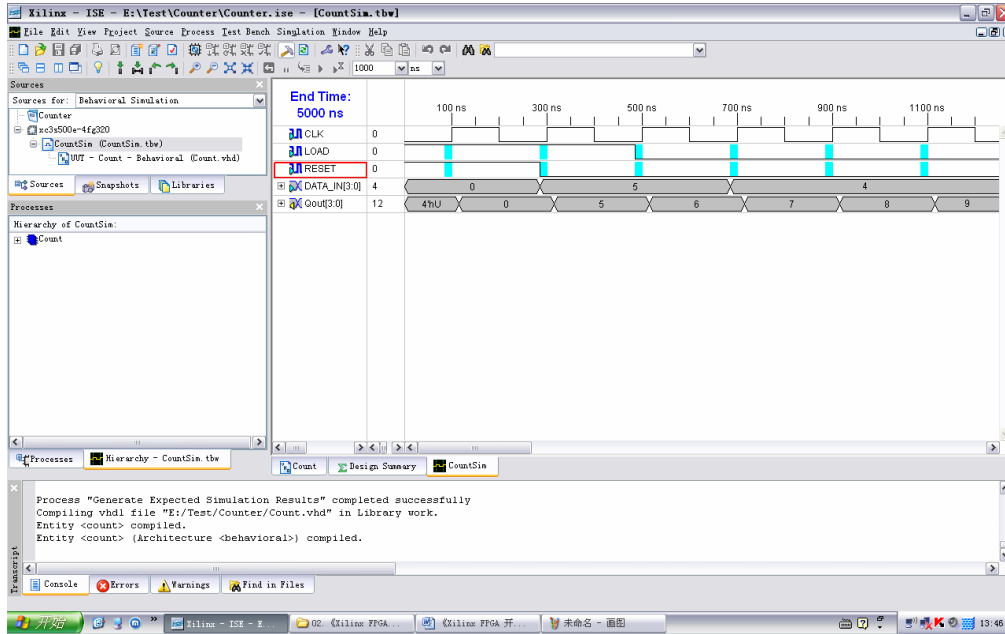 Xilinx - ISE - E:\Test\Counter\Counter.ise - [CountSim.tbw]
File Edit View Project Source Process Test Bench Simulation Window Help
1000 ns
Sources
Sources for: Behavioral Simulation
Counter
xc3s500e-4fg320
CountSim (CountSim.tbw)
UUT - Count - Behavioral (Count.vhd)
Sources Snapshots Libraries
Processes
Hierarchy of CountSim:
Count
Processes Hierarchy - CountSim.tbw
End Time:
5000 ns
100 ns 300 ns 500 ns 700 ns 900 ns 1100 ns
CLK 0
LOAD 0
RESET 0
DATA_IN[3:0] 4 0 5 4
Qout[3:0] 12 4'hU 0 5 6 7 8 9
Count Design Summary CountSim
Process "Generate Expected Simulation Results" completed successfully
Compiling vhdl file "E:/Test/Counter/Count.vhd" in Library work.
Entity <count> compiled.
Entity <count> (Architecture <behavioral>) compiled.
Transcript
Console Errors Warnings Find in Files
开始 Xilinx - ISE - E... 02. 《Xilinx FPGA... 《Xilinx FPGA 开... 未命名 - 画图 13:46